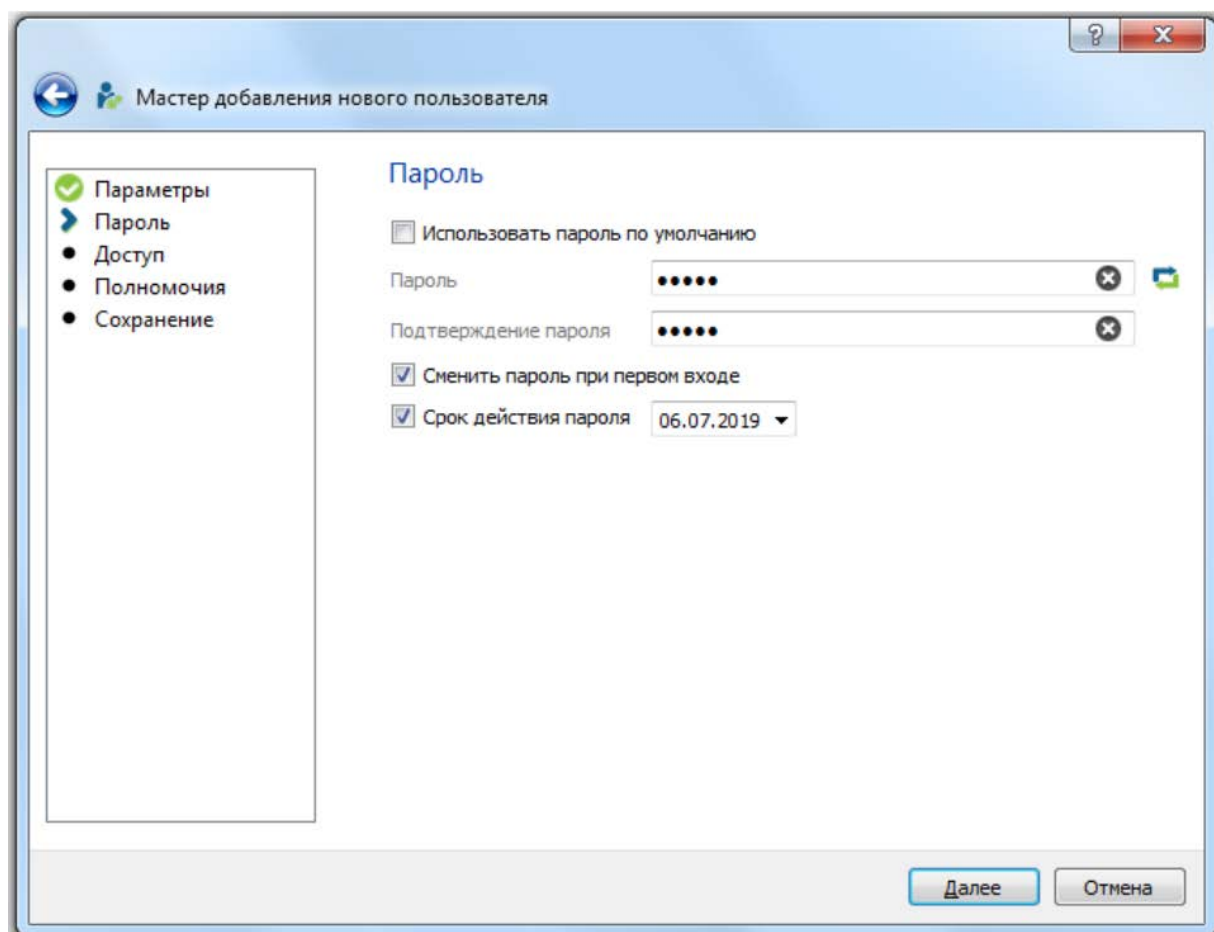 Мастер добавления нового пользователя
Параметры
Пароль
Доступ
Полномочия
Сохранение
Пароль
Использовать пароль по умолчанию
Пароль •••••
Подтверждение пароля •••••
Сменить пароль при первом входе
Срок действия пароля 06.07.2019
Далее Отмена